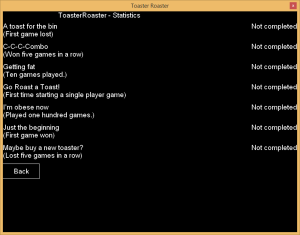 Toaster Roaster
ToasterRoaster - Statistics
A toast for the bin Not completed
(First game lost)
C-C-C-Combo Not completed
(Won five games in a row)
Getting fat Not completed
(Ten games played.)
Go Roast a Toast! Not completed
(First time starting a single player game)
I'm obese now Not completed
(Played one hundred games.)
Just the beginning Not completed
(First game won)
Maybe buy a new toaster? Not completed
(Lost five games in a row)
Back